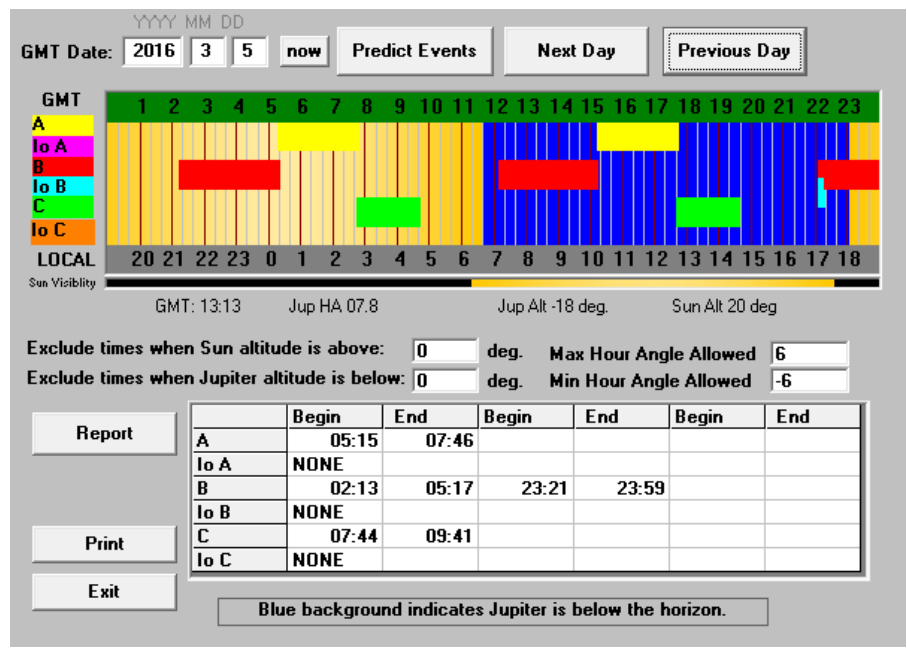 YYYY MM DD
GMT Date: 2016 3 5 now Predict Events Next Day Previous Day
GMT 1 2 3 4 5 6 7 8 9 10 11 12 13 14 15 16 17 18 19 20 21 22 23
A
Io A
B
Io B
C
Io C
LOCAL 20 21 22 23 0 1 2 3 4 5 6 7 8 9 10 11 12 13 14 15 16 17 18
Sun Visiblity
GMT: 13:13 Jup HA 07.8 Jup Alt -18 deg. Sun Alt 20 deg
Exclude times when Sun altitude is above: 0 deg. Max Hour Angle Allowed 6
Exclude times when Jupiter altitude is below: 0 deg. Min Hour Angle Allowed -6
Report
Begin End Begin End Begin End
A 05:15 07:46
Io A NONE
B 02:13 05:17 23:21 23:59
Io B NONE
C 07:44 09:41
Io C NONE
Print
Exit
Blue background indicates Jupiter is below the horizon.